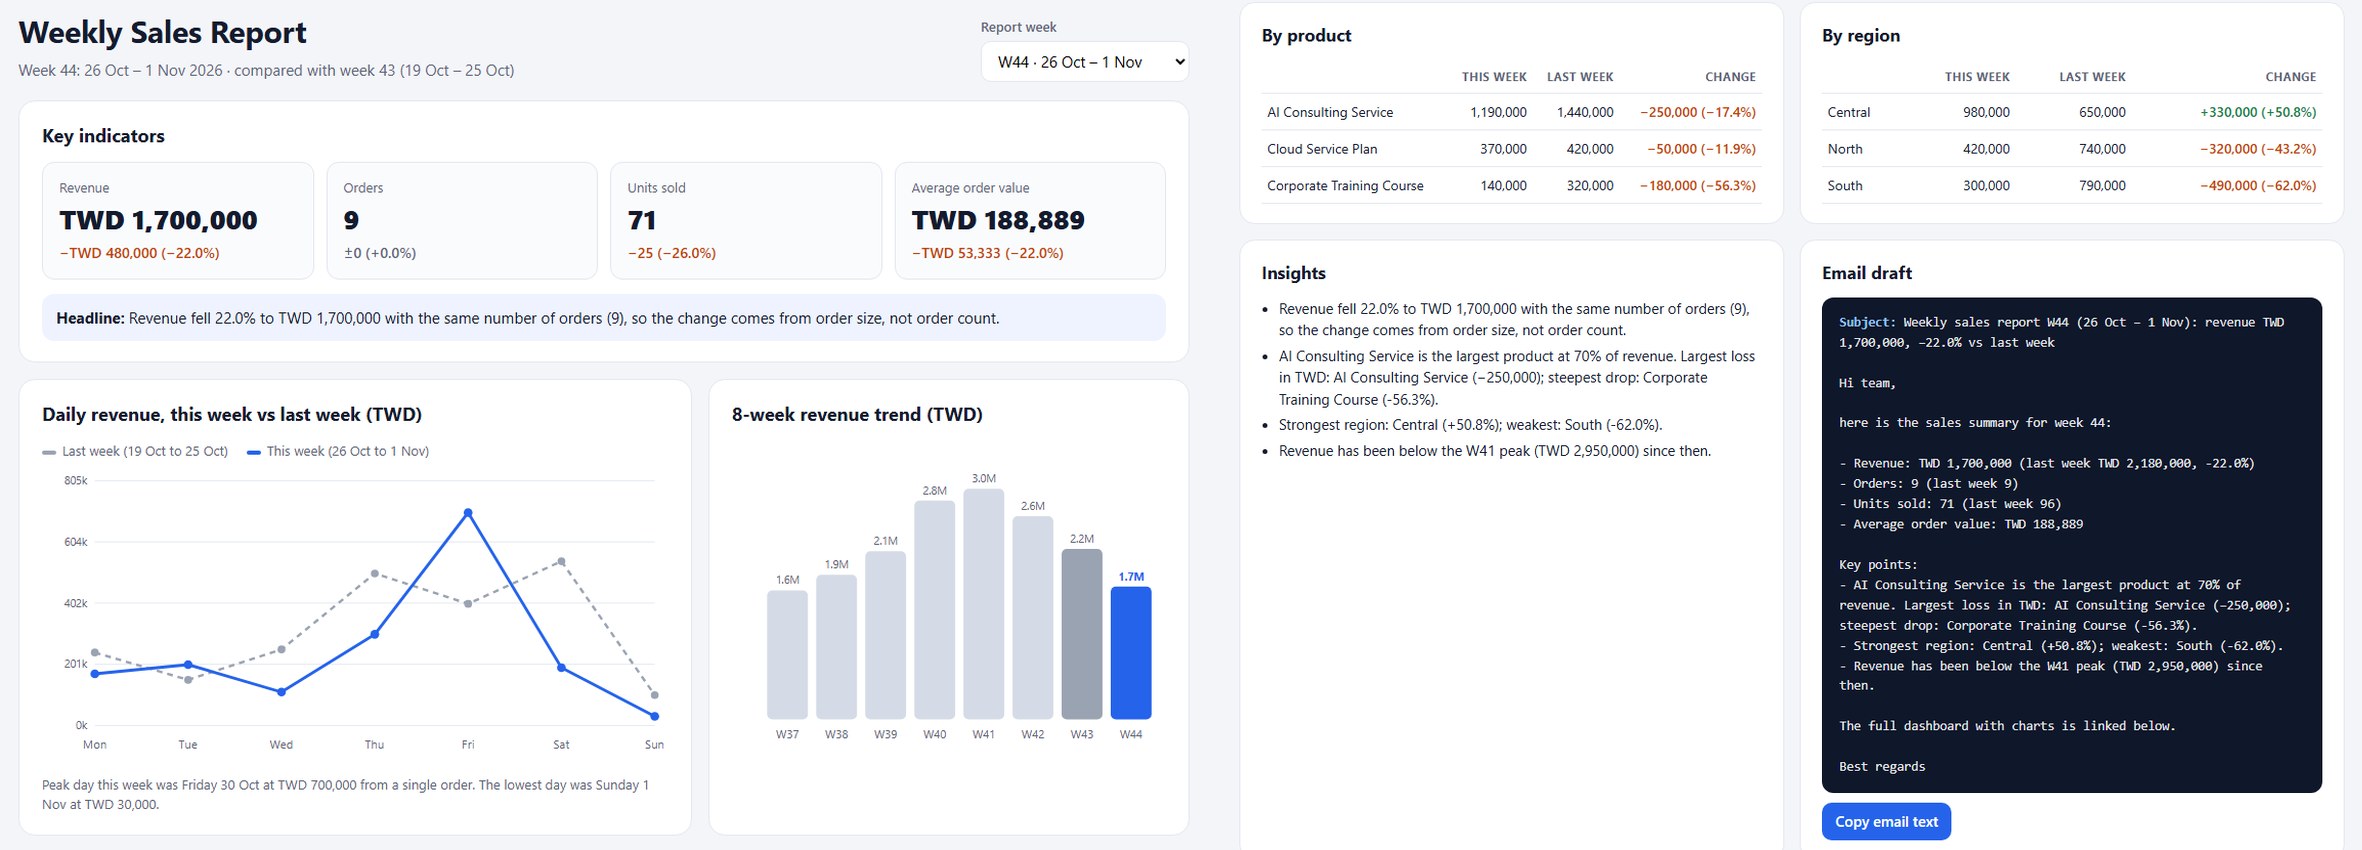 Weekly Sales Report
Week 44: 26 Oct – 1 Nov 2026 · compared with week 43 (19 Oct – 25 Oct)
Report week
W44 · 26 Oct – 1 Nov
Key indicators
Revenue
TWD 1,700,000
−TWD 480,000 (−22.0%)
Orders
9
±0 (+0.0%)
Units sold
71
−25 (−26.0%)
Average order value
TWD 188,889
−TWD 53,333 (−22.0%)
Headline: Revenue fell 22.0% to TWD 1,700,000 with the same number of orders (9), so the change comes from order size, not order count.
Daily revenue, this week vs last week (TWD)
Last week (19 Oct to 25 Oct) This week (26 Oct to 1 Nov)
805k
604k
402k
201k
0k
Mon Tue Wed Thu Fri Sat Sun
Peak day this week was Friday 30 Oct at TWD 700,000 from a single order. The lowest day was Sunday 1
Nov at TWD 30,000.
8-week revenue trend (TWD)
1.6M 1.9M 2.1M 2.8M 3.0M 2.6M 2.2M 1.7M
W37 W38 W39 W40 W41 W42 W43 W44
By product
THIS WEEK LAST WEEK CHANGE
AI Consulting Service 1,190,000 1,440,000 −250,000 (−17.4%)
Cloud Service Plan 370,000 420,000 −50,000 (−11.9%)
Corporate Training Course 140,000 320,000 −180,000 (−56.3%)
By region
THIS WEEK LAST WEEK CHANGE
Central 980,000 650,000 +330,000 (+50.8%)
North 420,000 740,000 −320,000 (−43.2%)
South 300,000 790,000 −490,000 (−62.0%)
Insights
• Revenue fell 22.0% to TWD 1,700,000 with the same number of orders (9),
so the change comes from order size, not order count.
• AI Consulting Service is the largest product at 70% of revenue. Largest loss
in TWD: AI Consulting Service (−250,000); steepest drop: Corporate
Training Course (-56.3%).
• Strongest region: Central (+50.8%); weakest: South (-62.0%).
• Revenue has been below the W41 peak (TWD 2,950,000) since then.
Email draft
Subject: Weekly sales report W44 (26 Oct – 1 Nov): revenue TWD
1,700,000, −22.0% vs last week
Hi team,
here is the sales summary for week 44:
- Revenue: TWD 1,700,000 (last week TWD 2,180,000, -22.0%)
- Orders: 9 (last week 9)
- Units sold: 71 (last week 96)
- Average order value: TWD 188,889
Key points:
- AI Consulting Service is the largest product at 70% of
revenue. Largest loss in TWD: AI Consulting Service (−250,000);
steepest drop: Corporate Training Course (-56.3%).
- Strongest region: Central (+50.8%); weakest: South (-62.0%).
- Revenue has been below the W41 peak (TWD 2,950,000) since
then.
The full dashboard with charts is linked below.
Best regards
Copy email text